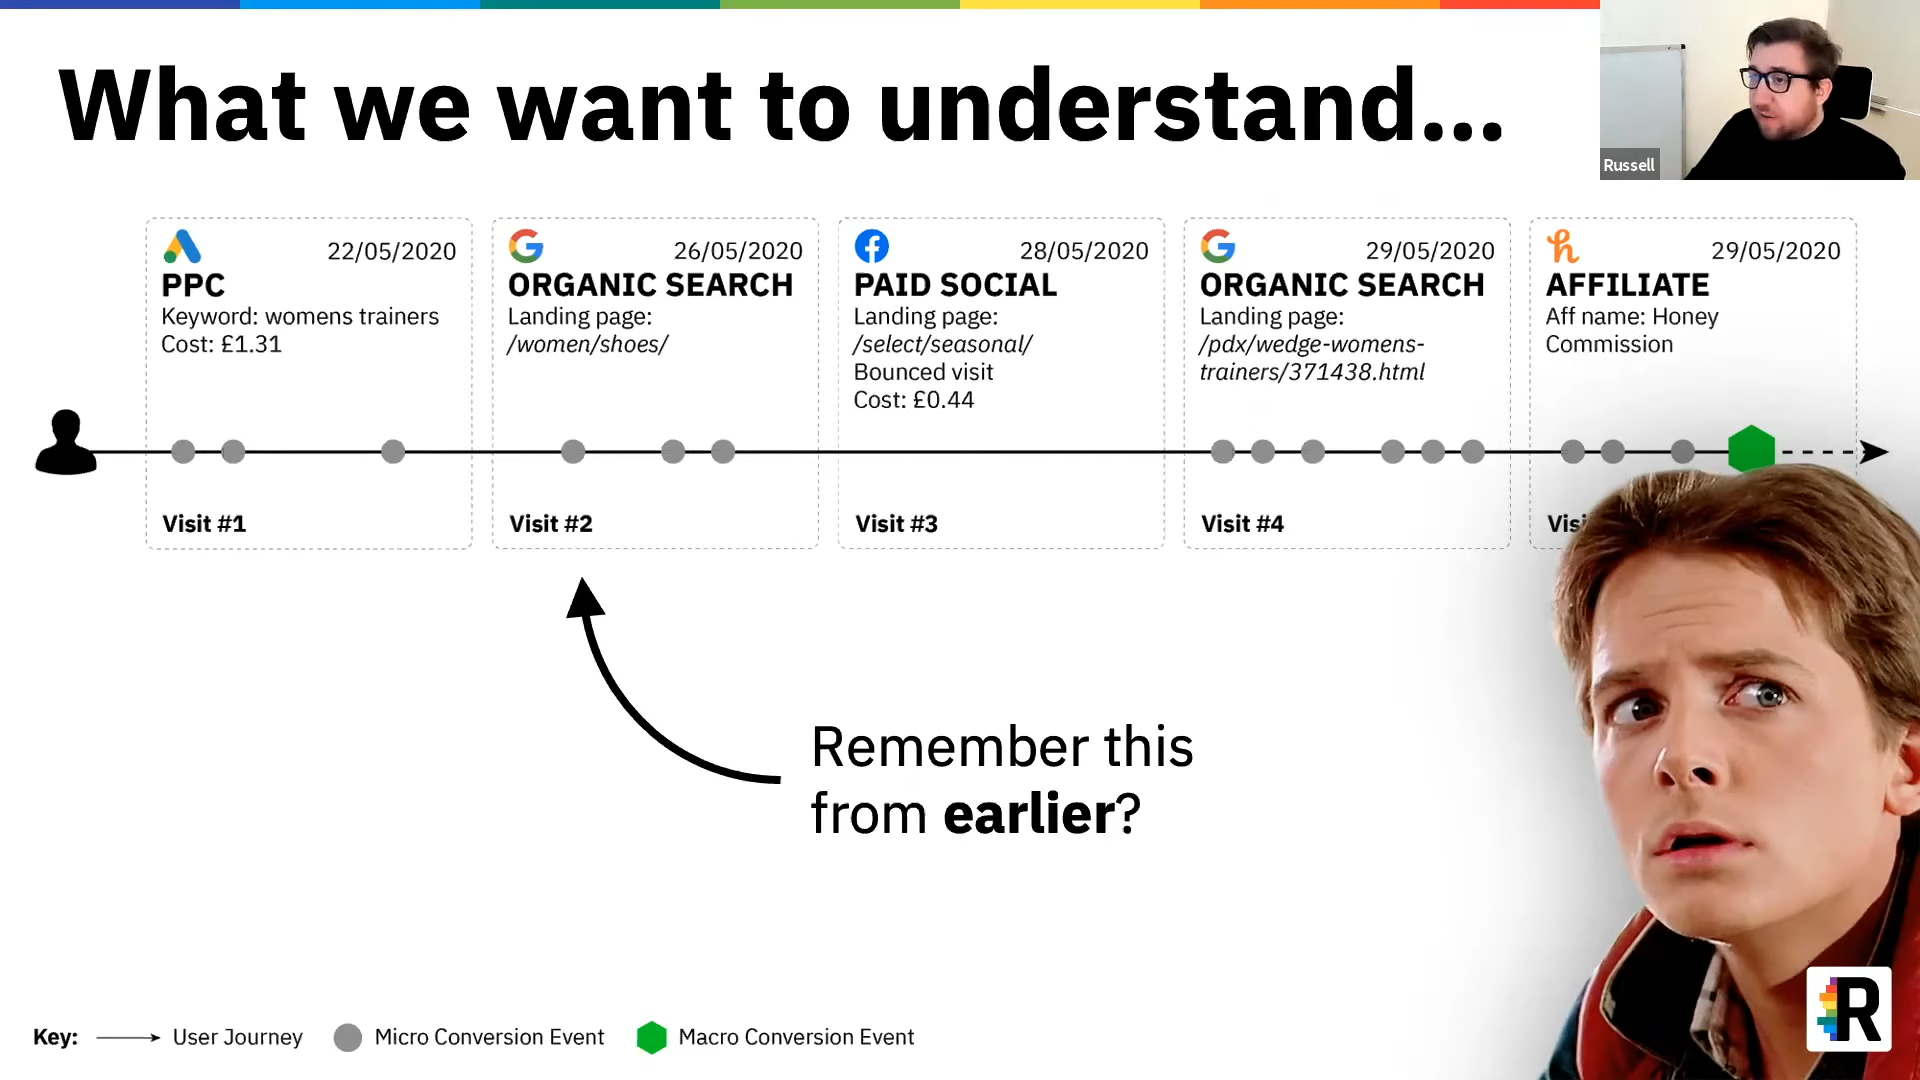 What we want to understand...
Russell
22/05/2020
PPC
Keyword: womens trainers
Cost: £1.31
Visit #1
26/05/2020
ORGANIC SEARCH
Landing page:
/women/shoes/
Visit #2
28/05/2020
PAID SOCIAL
Landing page:
/select/seasonal/
Bounced visit
Cost: £0.44
Visit #3
29/05/2020
ORGANIC SEARCH
Landing page:
/pdx/wedge-womens-
trainers/371438.html
Visit #4
29/05/2020
AFFILIATE
Aff name: Honey
Commission
Remember this
from earlier?
Key:
User Journey
Micro Conversion Event
Macro Conversion Event
R